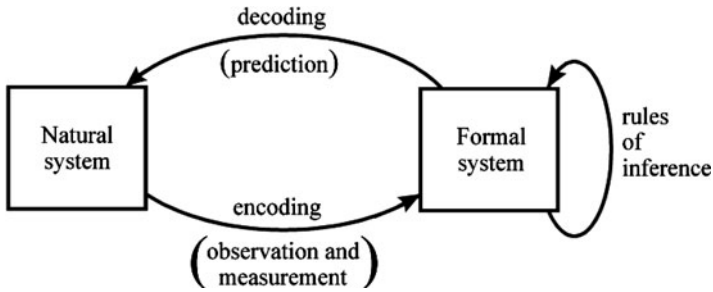 decoding
(prediction)
Natural
system
Formal
system
rules
of
inference
encoding
(observation and
measurement)